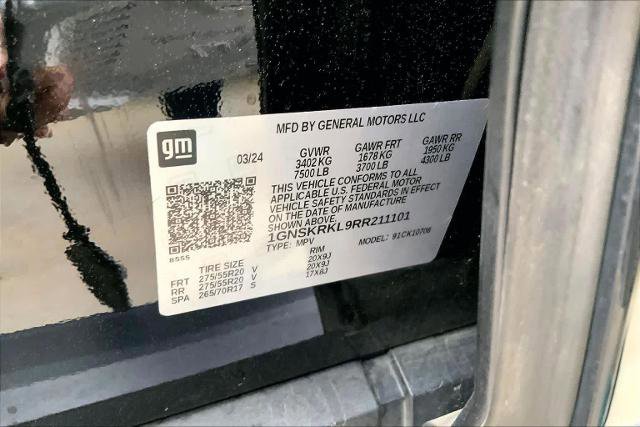 MFD BY GENERAL MOTORS LLC
gm
03/24
GVWR GAWR FRT GAWR RR
3402 KG 1678 KG 1950 KG
7500 LB 3700 LB 4300 LB
THIS VEHICLE CONFORMS TO ALL
APPLICABLE U.S. FEDERAL MOTOR
VEHICLE SAFETY STANDARDS IN EFFECT
ON THE DATE OF MANUFACTURE
SHOWN ABOVE.
1GNSKRKL9RR211101
TYPE: MPV MODEL: 91CK10706
8555
TIRE SIZE RIM
FRT 275/55R20 V 20X9J
RR 275/55R20 V 20X9J
SPA 265/70R17 S 17X8J